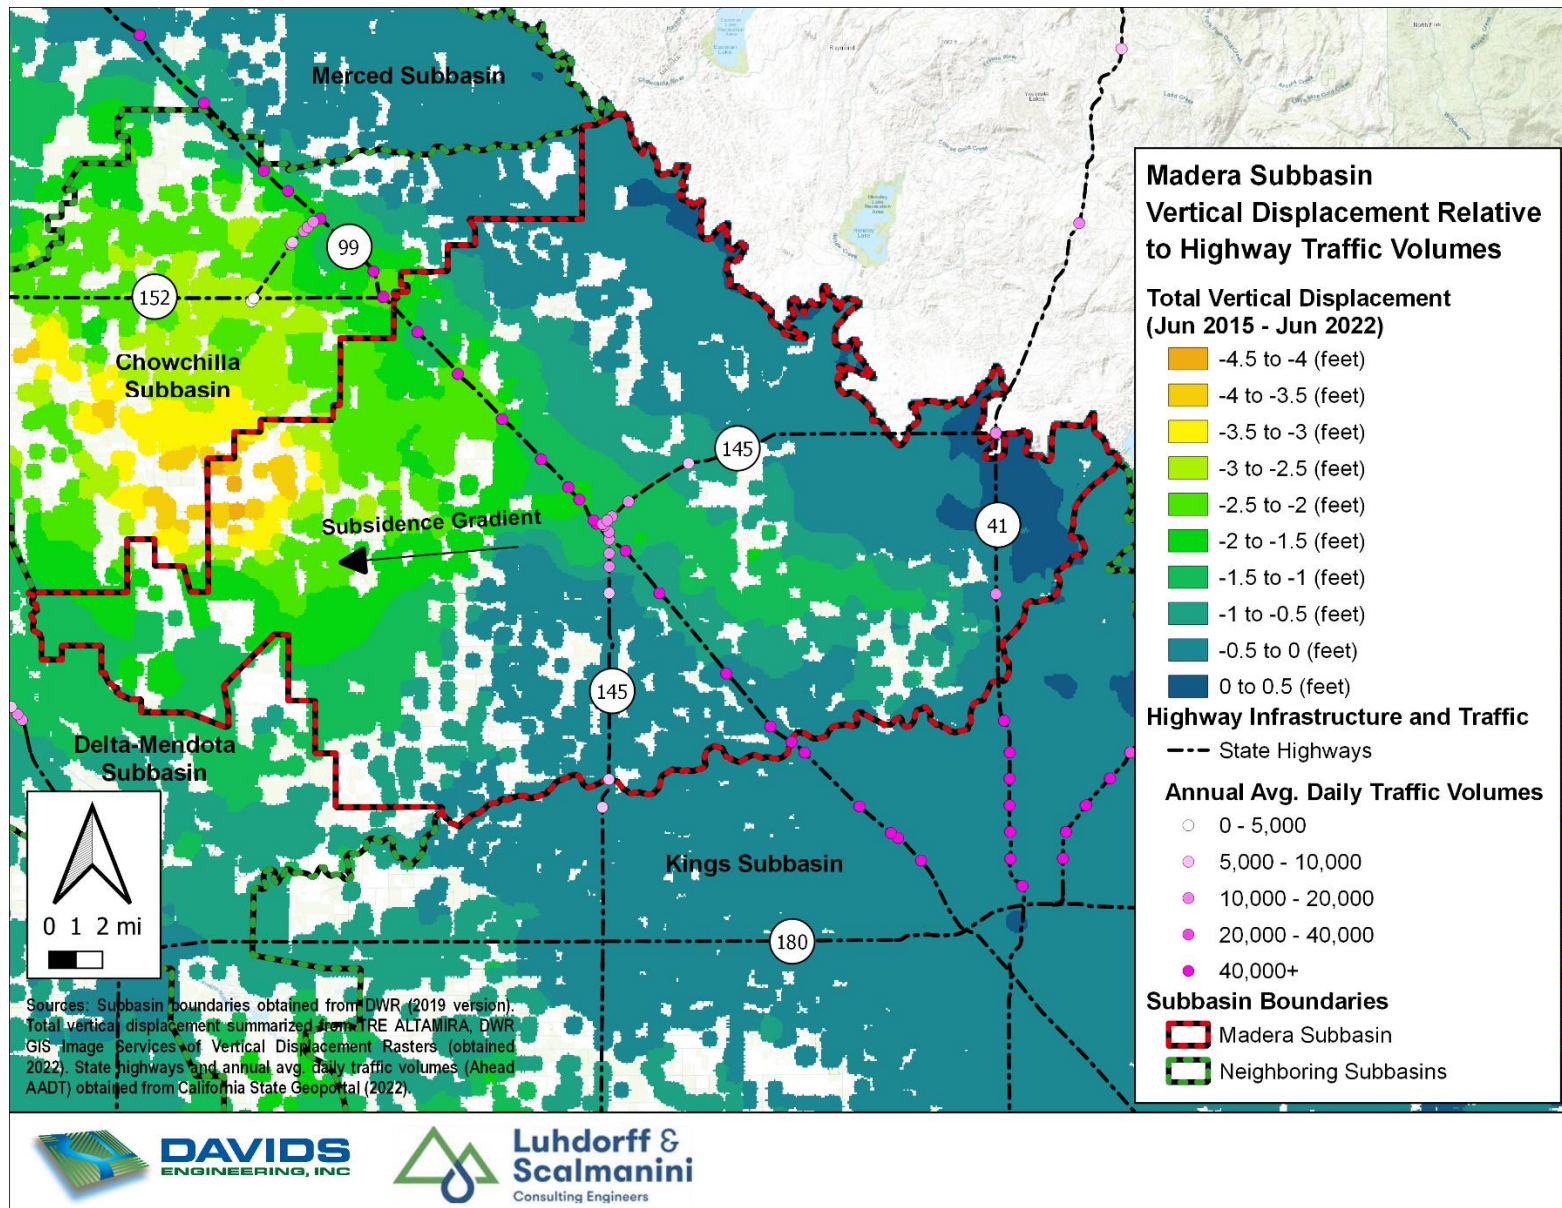 Merced Subbasin
Raymond
99
152
Chowchilla
Subbasin
145
Subsidence Gradient
41
145
Delta-Mendota
Subbasin
Kings Subbasin
180
0 1 2 mi
Sources: Subbasin boundaries obtained from DWR (2019 version).
Total vertical displacement summarized from TRE ALTAMIRA, DWR
GIS Image Services of Vertical Displacement Rasters (obtained
2022). State highways and annual avg. daily traffic volumes (Ahead
AADT) obtained from California State Geoportal (2022).
Madera Subbasin
Vertical Displacement Relative
to Highway Traffic Volumes
Total Vertical Displacement
(Jun 2015 - Jun 2022)
-4.5 to -4 (feet)
-4 to -3.5 (feet)
-3.5 to -3 (feet)
-3 to -2.5 (feet)
-2.5 to -2 (feet)
-2 to -1.5 (feet)
-1.5 to -1 (feet)
-1 to -0.5 (feet)
-0.5 to 0 (feet)
0 to 0.5 (feet)
Highway Infrastructure and Traffic
State Highways
Annual Avg. Daily Traffic Volumes
0 - 5,000
5,000 - 10,000
10,000 - 20,000
20,000 - 40,000
40,000+
Subbasin Boundaries
Madera Subbasin
Neighboring Subbasins
DAVIDS
ENGINEERING, INC
Luhdorff &
Scalmanini
Consulting Engineers